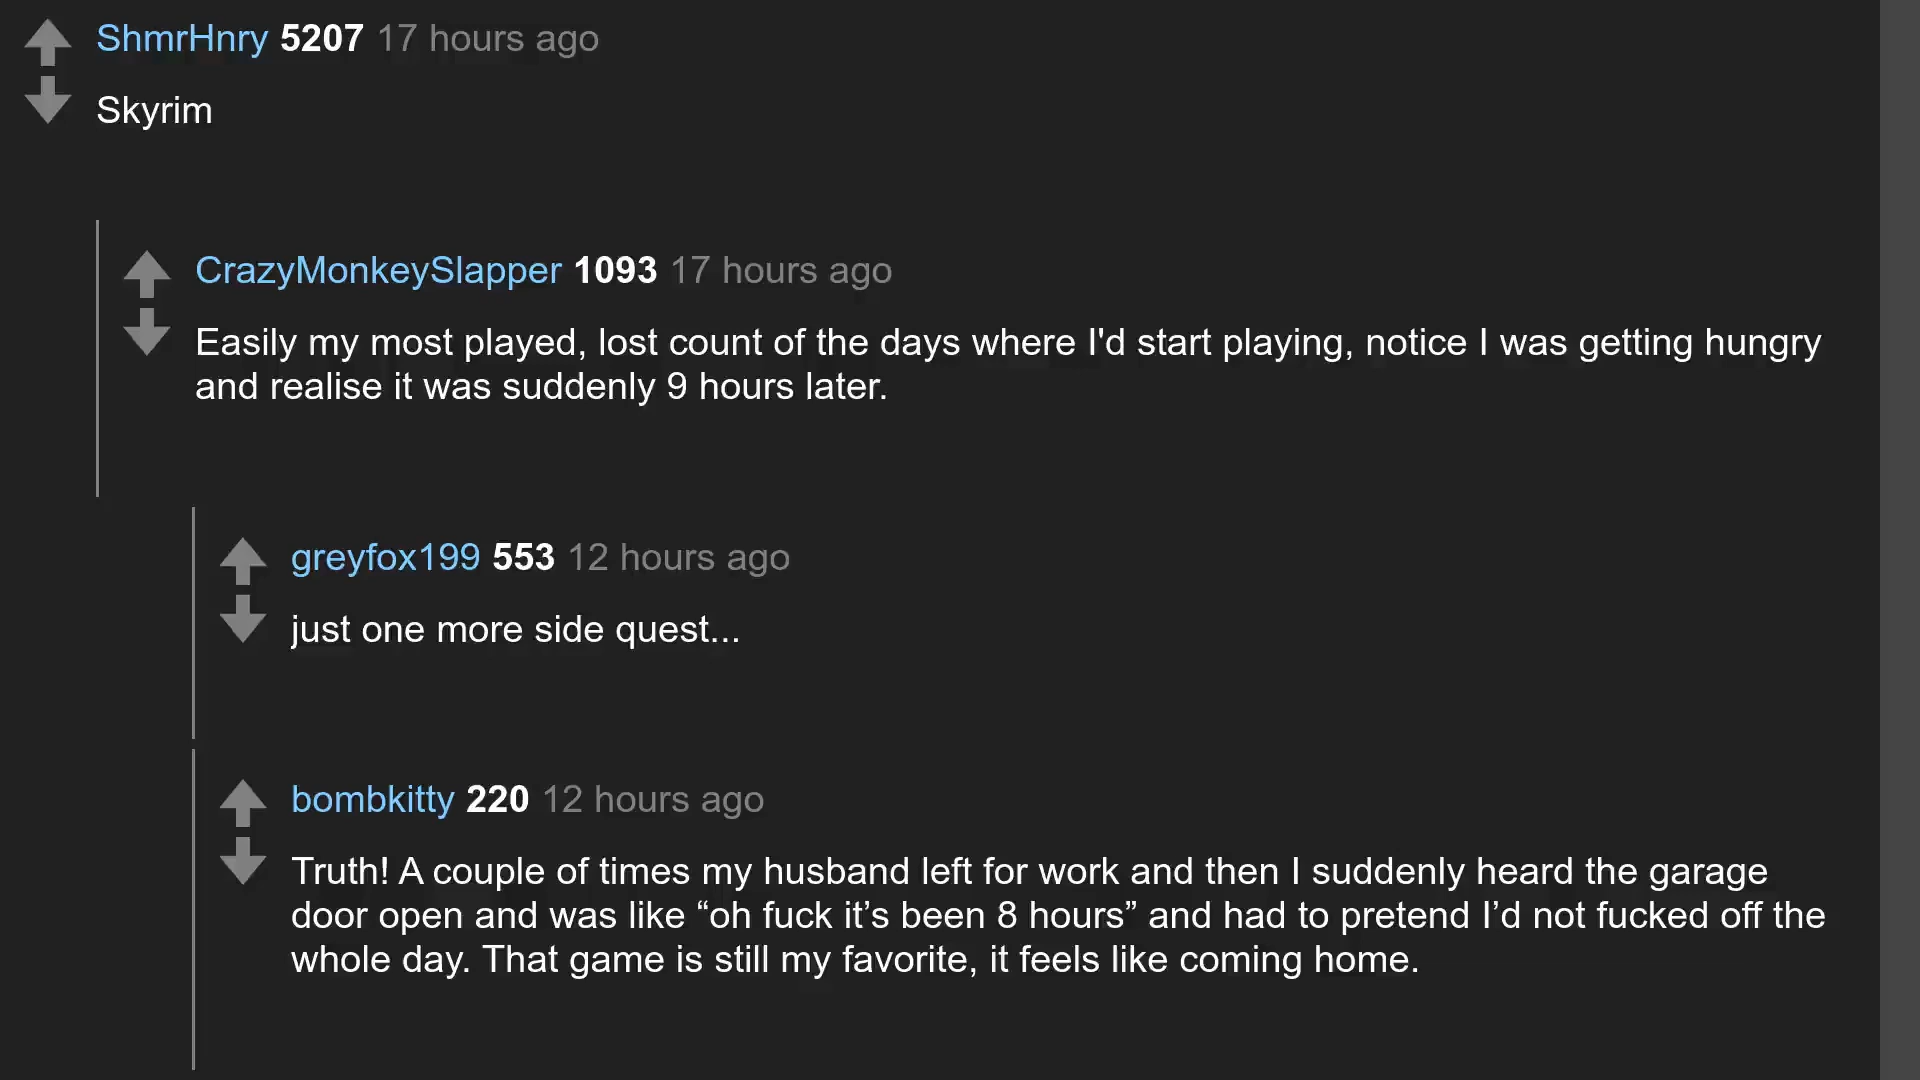 ShmrHnry 5207 17 hours ago
Skyrim
CrazyMonkeySlapper 1093 17 hours ago
Easily my most played, lost count of the days where I'd start playing, notice I was getting hungry
and realise it was suddenly 9 hours later.
greyfox199 553 12 hours ago
just one more side quest...
bombkitty 220 12 hours ago
Truth! A couple of times my husband left for work and then I suddenly heard the garage
door open and was like “oh fuck it’s been 8 hours” and had to pretend I’d not fucked off the
whole day. That game is still my favorite, it feels like coming home.